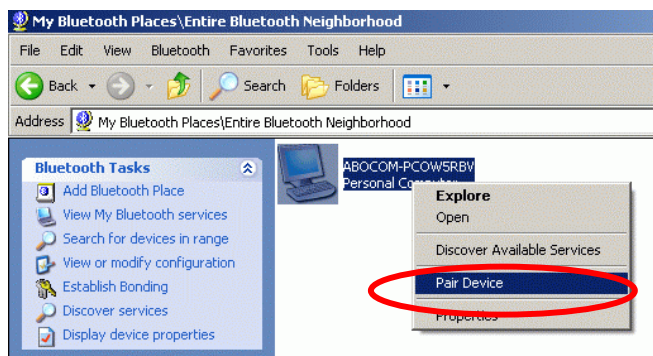 My Bluetooth Places\Entire Bluetooth Neighborhood
File Edit View Bluetooth Favorites Tools Help
Back Search Folders
Address My Bluetooth Places\Entire Bluetooth Neighborhood
Bluetooth Tasks
Add Bluetooth Place
View My Bluetooth services
Search for devices in range
View or modify configuration
Establish Bonding
Discover services
Display device properties
ABOCOM-PCOW5RBV
Personal
Explore
Open
Discover Available Services
Pair Device
Properties